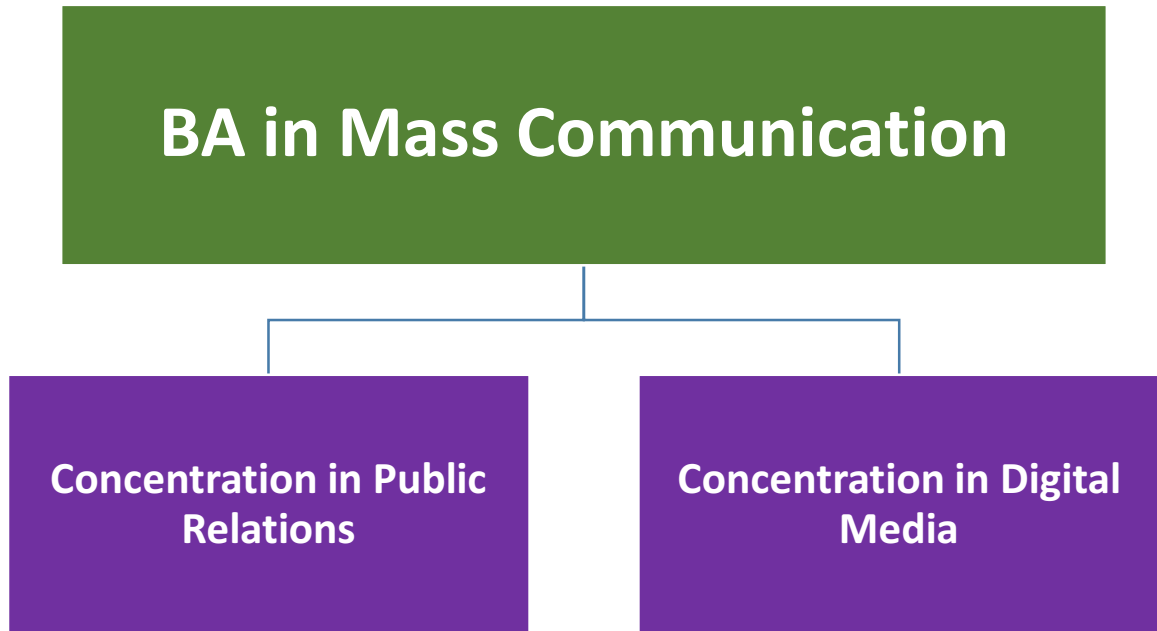 BA in Mass Communication
Concentration in Public
Relations
Concentration in Digital
Media